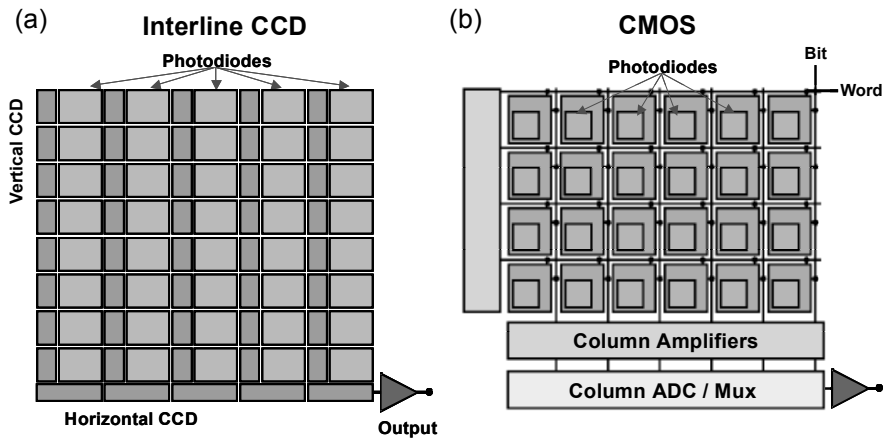 (a)
Interline CCD
Photodiodes
Vertical CCD
Horizontal CCD
Output
(b)
CMOS
Bit
Photodiodes
Word
Column Amplifiers
Column ADC / Mux